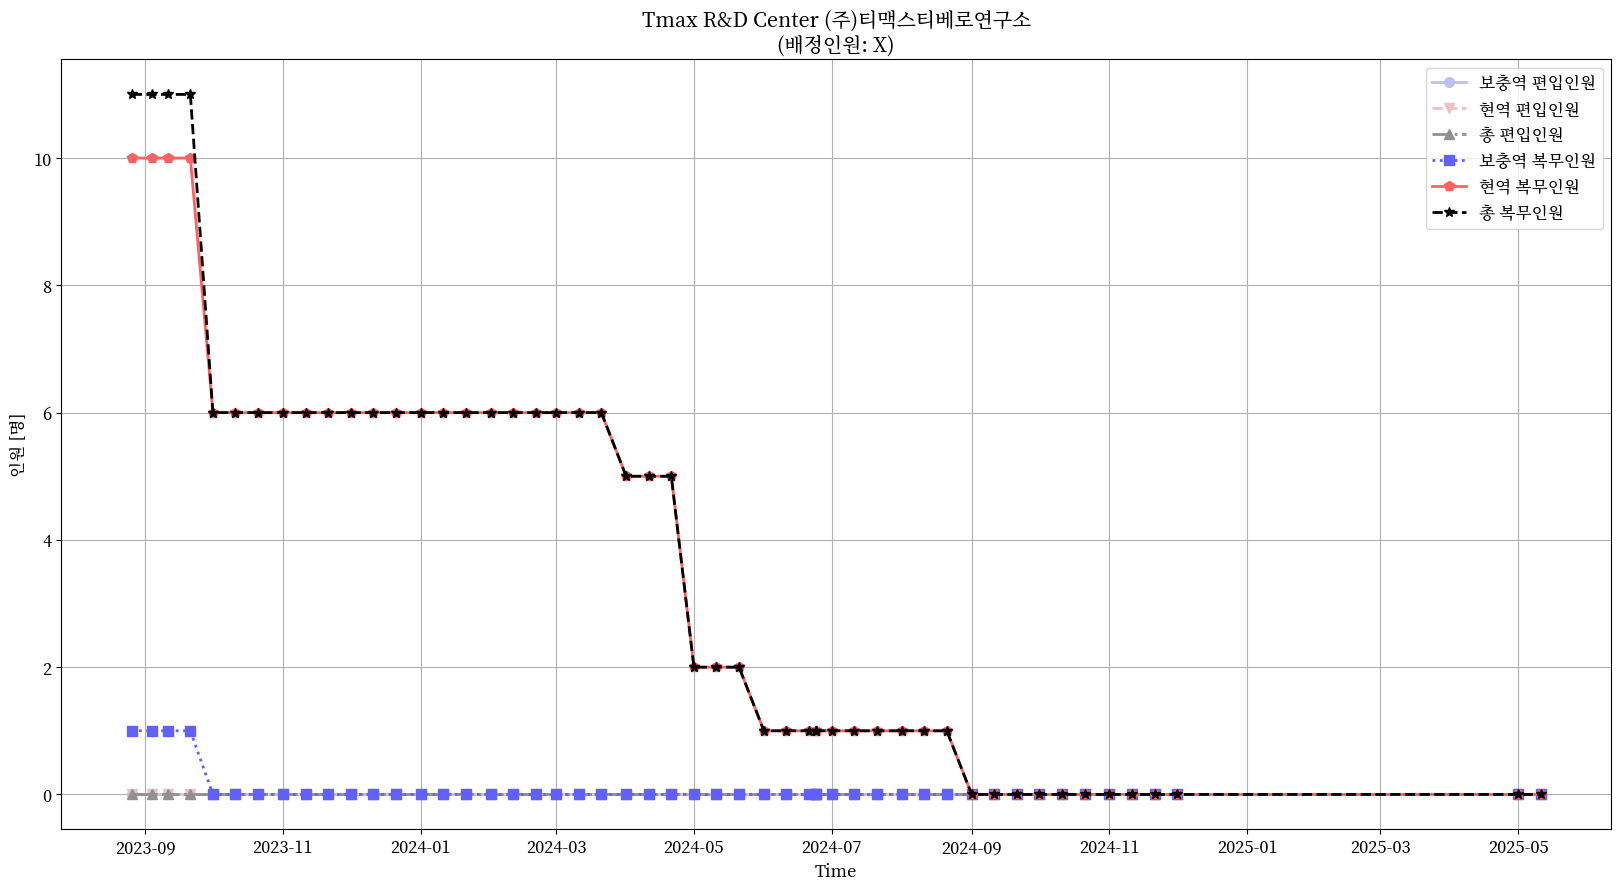 Tmax R&D Center (주)티맥스티베로연구소
(배정인원: X)
보충역 편입인원
현역 편입인원
총 편입인원
보충역 복무인원
현역 복무인원
총 복무인원
인원 [명]
10
8
6
4
2
0
2023-09
2023-11
2024-01
2024-03
2024-05
2024-07
2024-09
2024-11
2025-01
2025-03
2025-05
Time